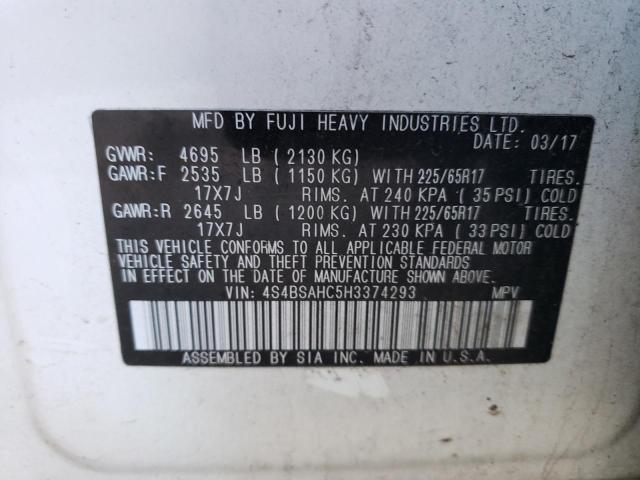 MFD BY FUJI HEAVY INDUSTRIES LTD.
DATE: 03/17
GVWR: 4695 LB ( 2130 KG)
GAWR:F 2535 LB ( 1150 KG) WITH 225/65R17 TIRES.
17X7J RIMS. AT 240 KPA ( 35 PSI) COLD
GAWR:R 2645 LB ( 1200 KG) WITH 225/65R17 TIRES.
17X7J RIMS. AT 230 KPA ( 33 PSI) COLD
THIS VEHICLE CONFORMS TO ALL APPLICABLE FEDERAL MOTOR
VEHICLE SAFETY AND THEFT PREVENTION STANDARDS
IN EFFECT ON THE DATE OF MANUFACTURE SHOWN ABOVE.
VIN: 4S4BSAHC5H3374293 MPV
ASSEMBLED BY SIA INC. MADE IN U.S.A.